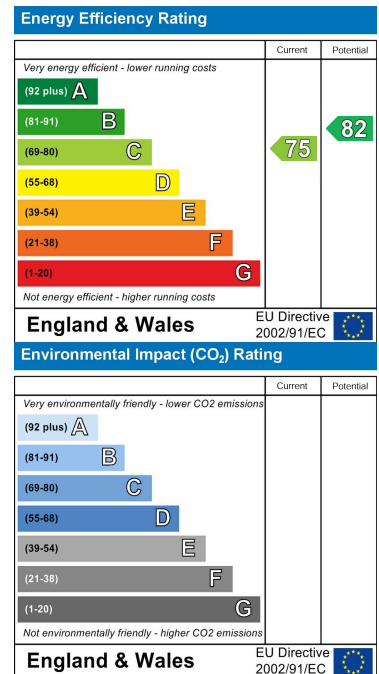 Energy Efficiency Rating
Current Potential
Very energy efficient - lower running costs
(92 plus) A
(81-91) B
(69-80) C
(55-68) D
(39-54) E
(21-38) F
(1-20) G
75
82
Not energy efficient - higher running costs
England & Wales
EU Directive
2002/91/EC
Environmental Impact (CO₂) Rating
Current Potential
Very environmentally friendly - lower CO2 emissions
(92 plus) A
(81-91) B
(69-80) C
(55-68) D
(39-54) E
(21-38) F
(1-20) G
Not environmentally friendly - higher CO2 emissions
England & Wales
EU Directive
2002/91/EC